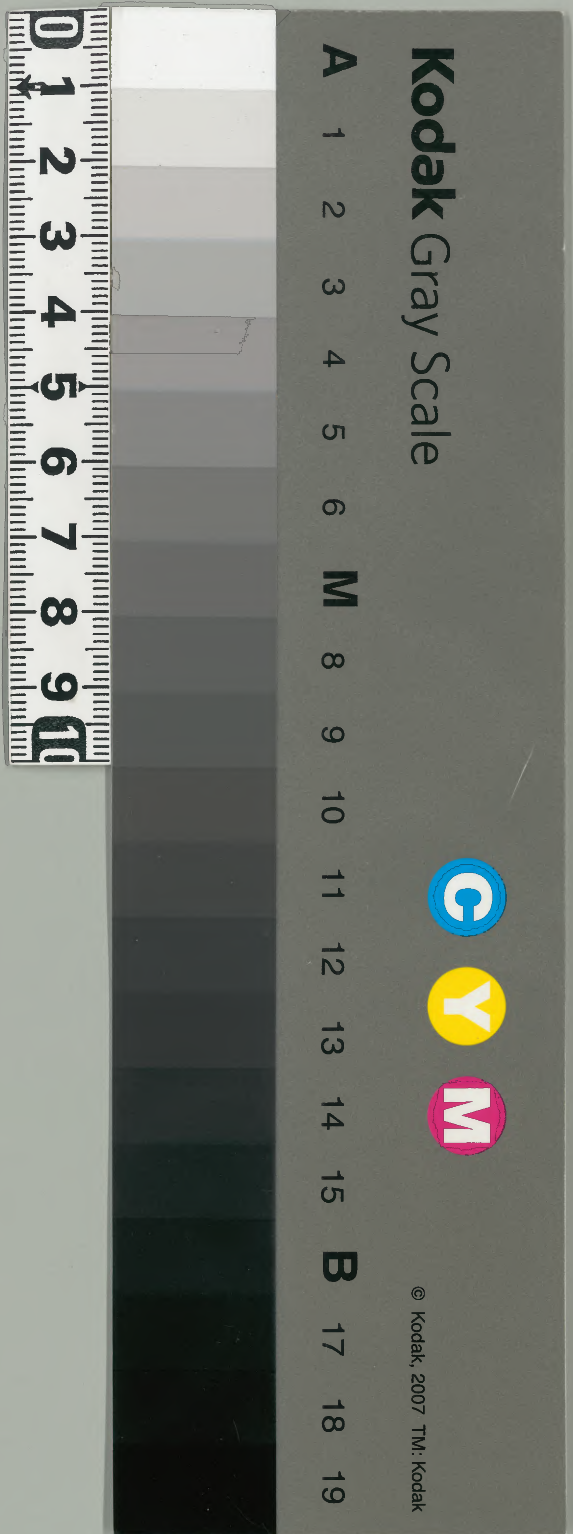 Kodak Gray Scale
C Y M
© Kodak, 2007 TM: Kodak
A 1 2 3 4 5 6 M 8 9 10 11 12 13 14 15 B 17 18 19
0 1 2 3 4 5 6 7 8 9 10